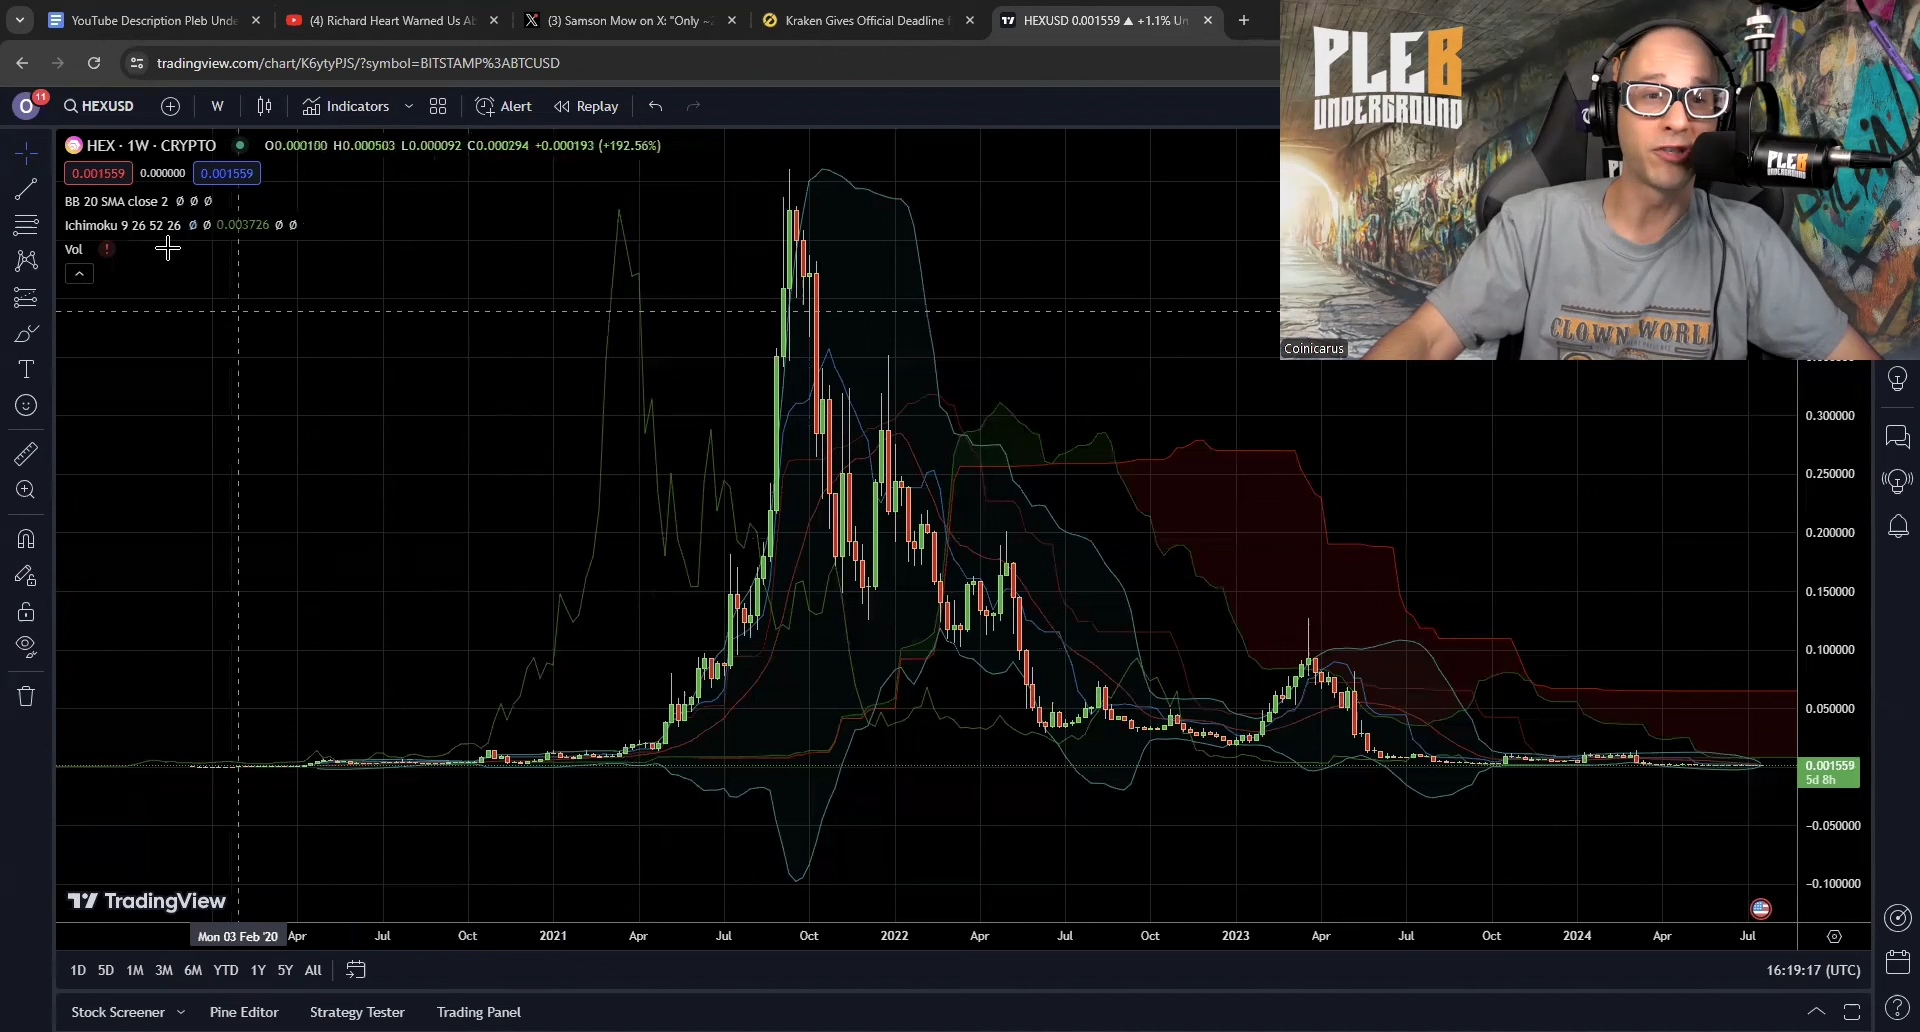 YouTube Description Pleb Unde
(4) Richard Heart Warned Us Ab
(3) Samson Mow on X: "Only ~2
Kraken Gives Official Deadline f
HEXUSD 0.001559 ▲ +1.1% Un
tradingview.com/chart/K6ytyPJS/?symbol=BITSTAMP%3ABTCUSD
O
11
HEXUSD
W
Indicators
Alert
Replay
HEX · 1W · CRYPTO
O0.000100 H0.000503 L0.000092 C0.000294 +0.000193 (+192.56%)
0.001559 0.000000 0.001559
BB 20 SMA close 2 Ø Ø Ø
Ichimoku 9 26 52 26 Ø Ø 0.003726 Ø Ø
Vol !
PLEB
UNDERGROUND
PLEB
UNDERGROUND
CLOWN WORLD
Coinicarus
0.300000
0.250000
0.200000
0.150000
0.100000
0.050000
0.001559
5d 8h
−0.050000
−0.100000
TradingView
Mon 03 Feb '20 Apr Jul Oct 2021 Apr Jul Oct 2022 Apr Jul Oct 2023 Apr Jul Oct 2024 Apr Jul
1D 5D 1M 3M 6M YTD 1Y 5Y All
16:19:17 (UTC)
Stock Screener Pine Editor Strategy Tester Trading Panel